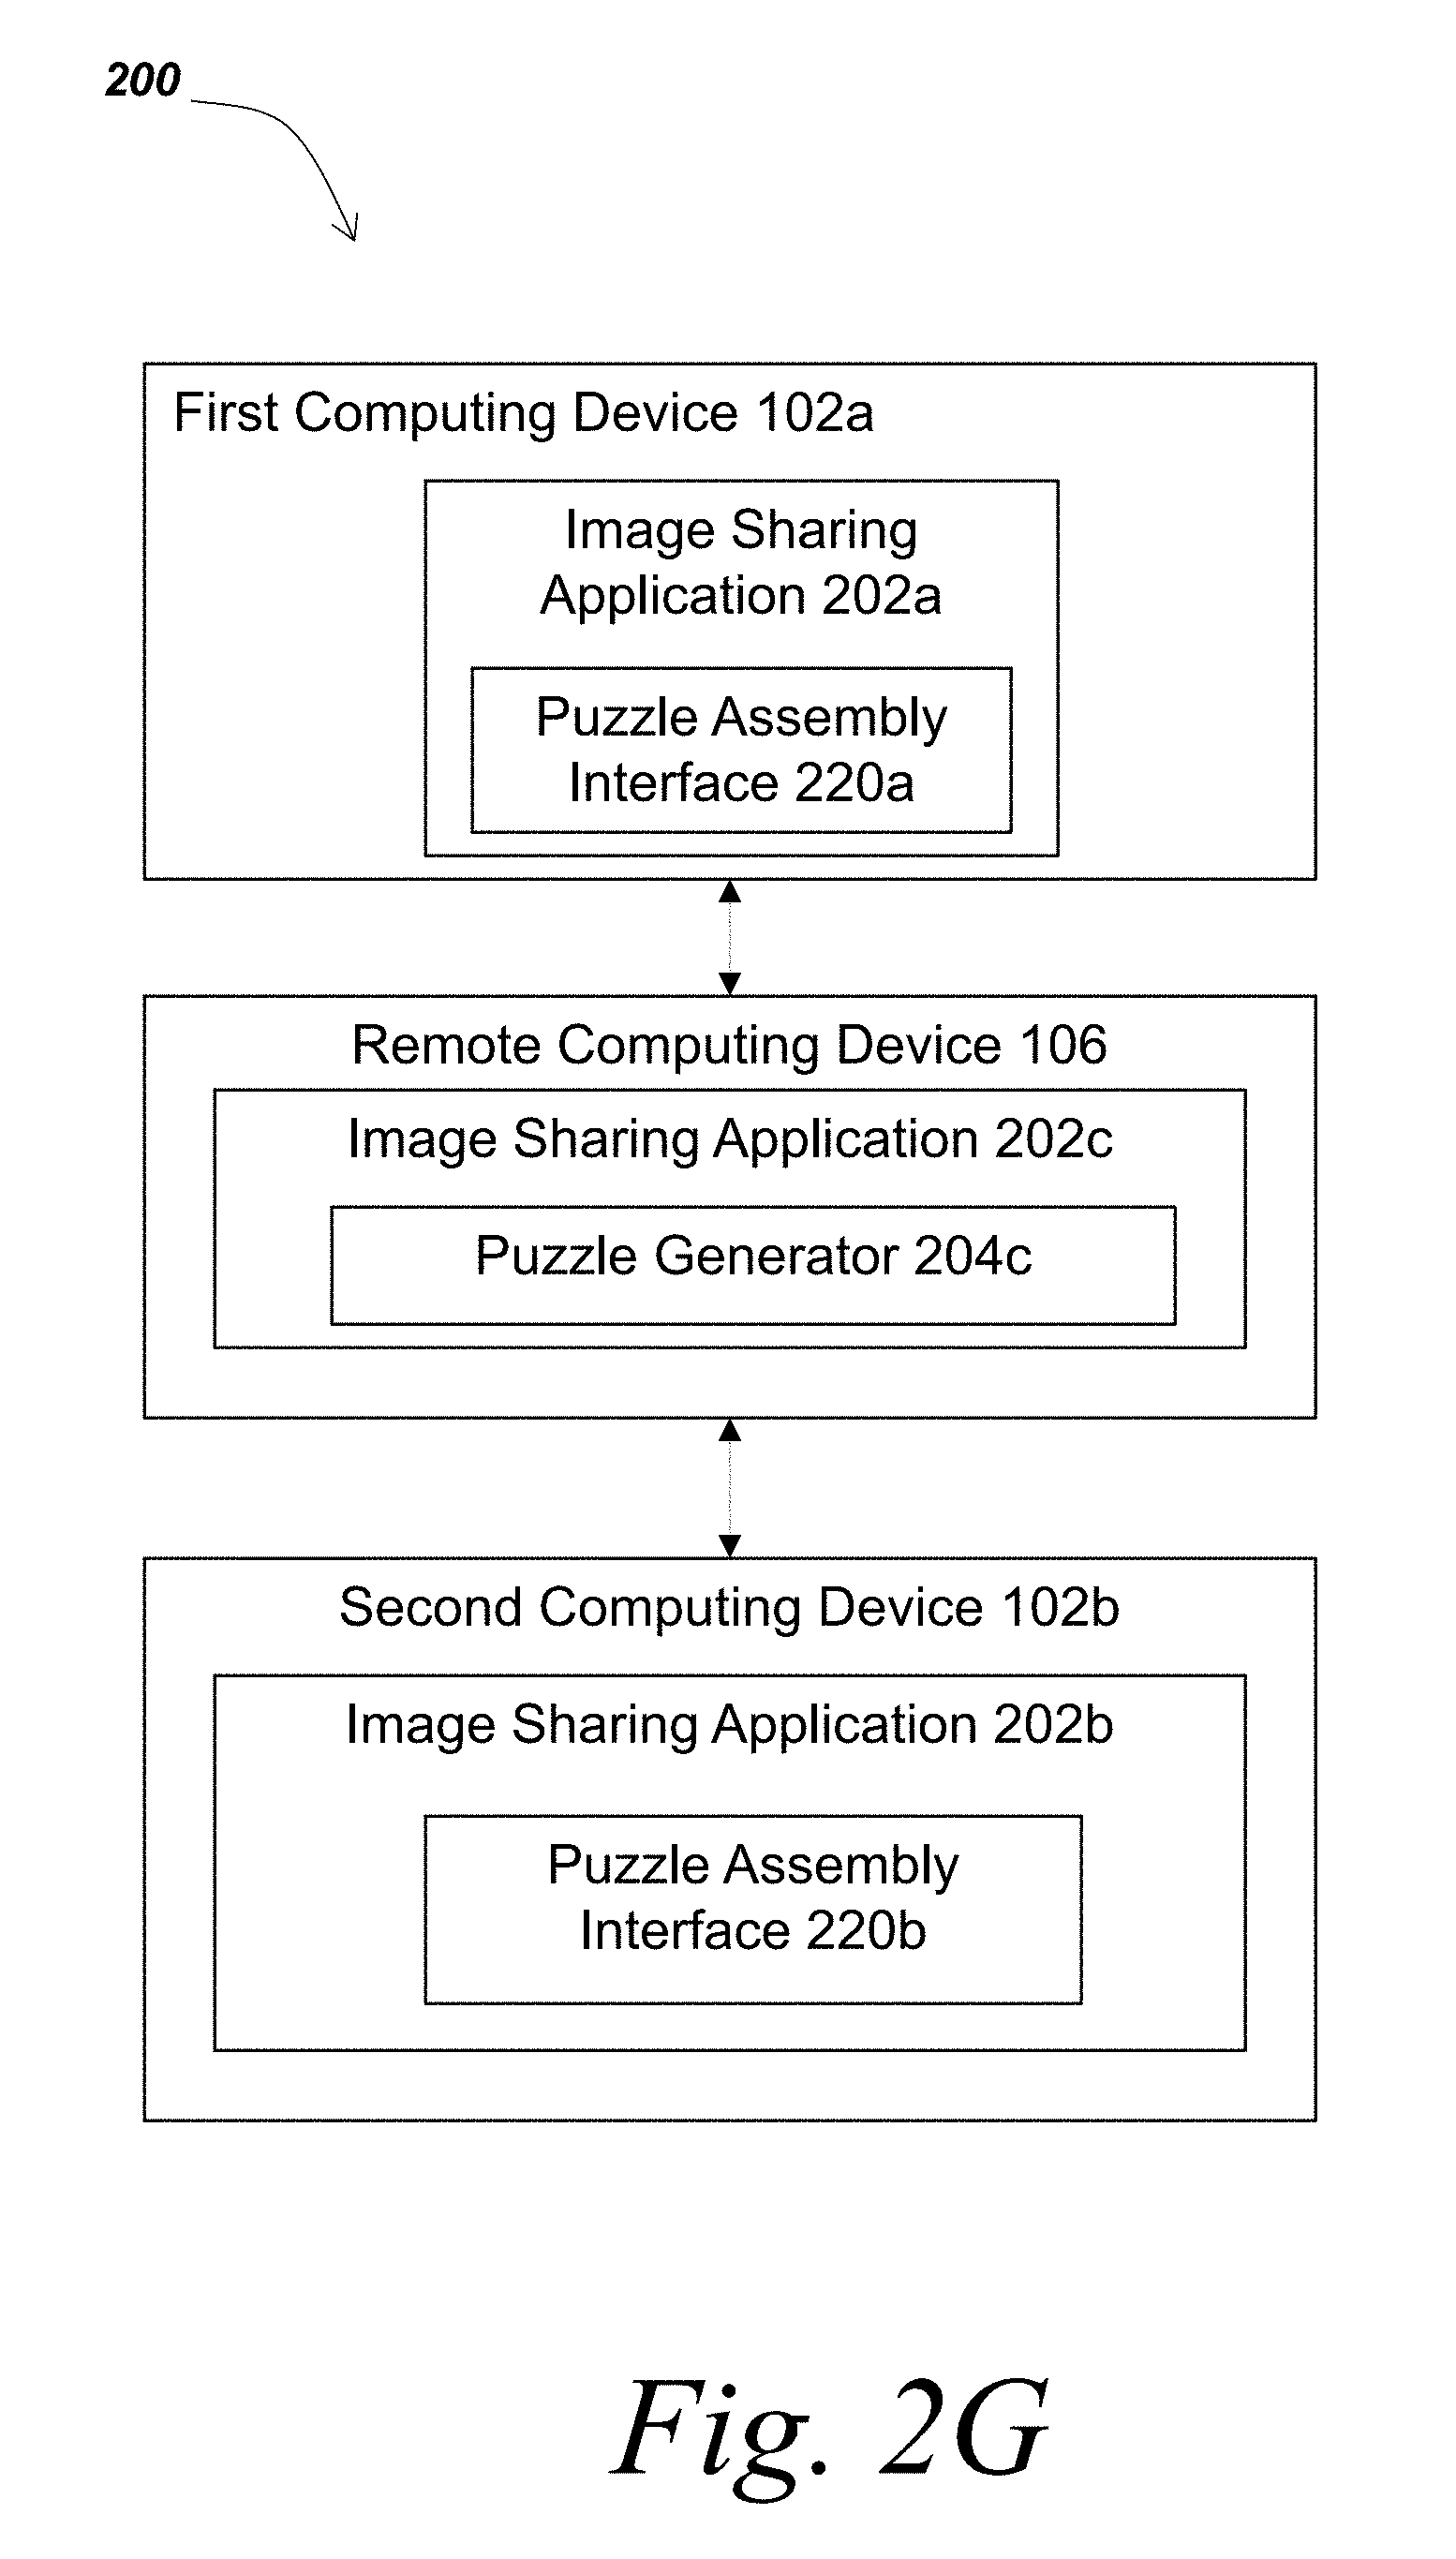 200
First Computing Device 102a
Image Sharing
Application 202a
Puzzle Assembly
Interface 220a
Remote Computing Device 106
Image Sharing Application 202c
Puzzle Generator 204c
Second Computing Device 102b
Image Sharing Application 202b
Puzzle Assembly
Interface 220b
Fig. 2G